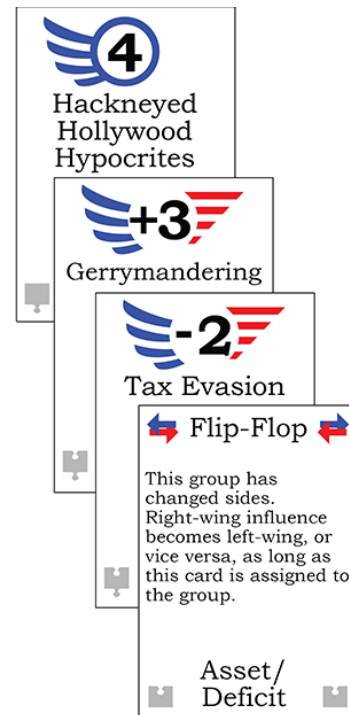 4
Hackneyed
Hollywood
Hypocrites
+3
Gerrymandering
-2
Tax Evasion
Flip-Flop
This group has
changed sides.
Right-wing influence
becomes left-wing, or
vice versa, as long as
this card is assigned to
the group.
Asset/
Deficit